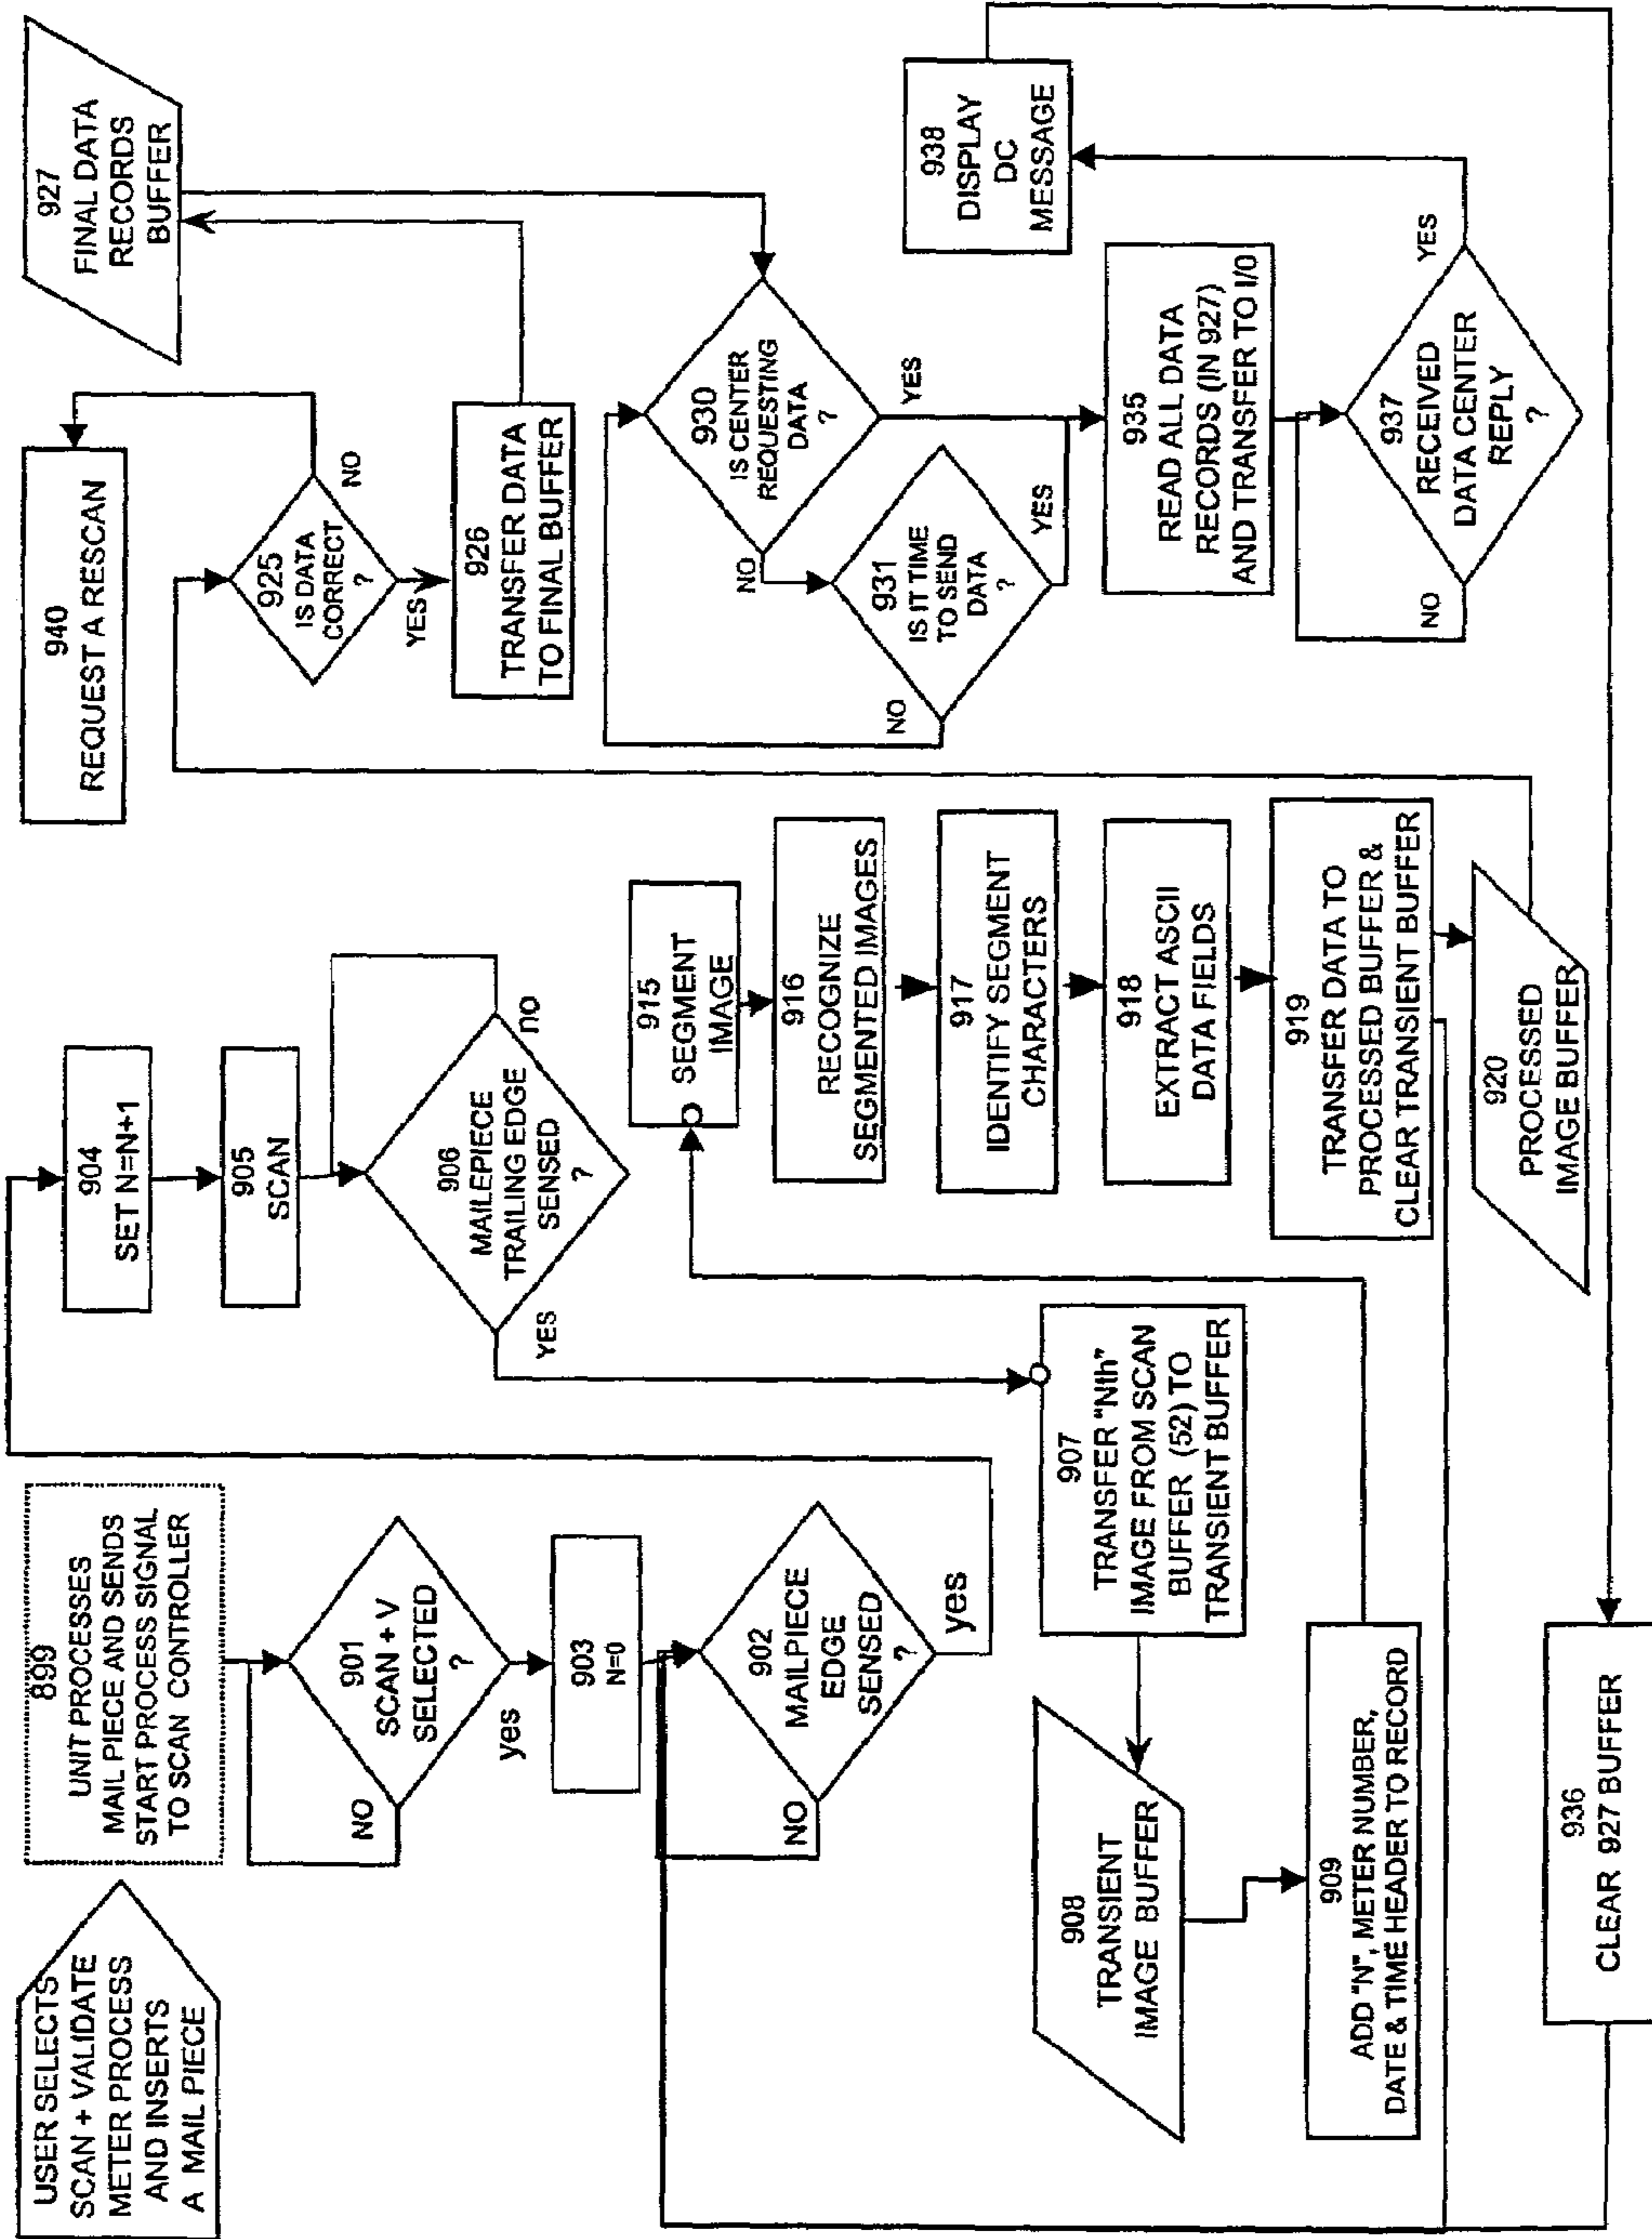 USER SELECTS
SCAN + VALIDATE
METER PROCESS
AND INSERTS
A MAIL PIECE
899
UNIT PROCESSES
MAIL PIECE AND SENDS
START PROCESS SIGNAL
TO SCAN CONTROLLER
901
SCAN + V
SELECTED
?
NO
yes
903
N=0
902
MAILPIECE
EDGE
SENSED
?
NO
yes
904
SET N=N+1
905
SCAN
906
MAILEPIECE
TRAILING EDGE
SENSED
?
no
YES
907
TRANSFER "Nth"
IMAGE FROM SCAN
BUFFER (52) TO
TRANSIENT BUFFER
908
TRANSIENT
IMAGE BUFFER
909
ADD "N", METER NUMBER,
DATE & TIME HEADER TO RECORD
915
SEGMENT
IMAGE
916
RECOGNIZE
SEGMENTED IMAGES
917
IDENTIFY SEGMENT
CHARACTERS
918
EXTRACT ASCII
DATA FIELDS
919
TRANSFER DATA TO
PROCESSED BUFFER &
CLEAR TRANSIENT BUFFER
920
PROCESSED
IMAGE BUFFER
940
REQUEST A RESCAN
925
IS DATA
CORRECT
?
NO
YES
926
TRANSFER DATA
TO FINAL BUFFER
927
FINAL DATA
RECORDS
BUFFER
930
IS CENTER
REQUESTING
DATA
?
NO
YES
931
IS IT TIME
TO SEND
DATA
?
NO
YES
935
READ ALL DATA
RECORDS (IN 927)
AND TRANSFER TO I/0
937
RECEIVED
DATA CENTER
REPLY
?
NO
YES
938
DISPLAY
DC
MESSAGE
936
CLEAR 927 BUFFER